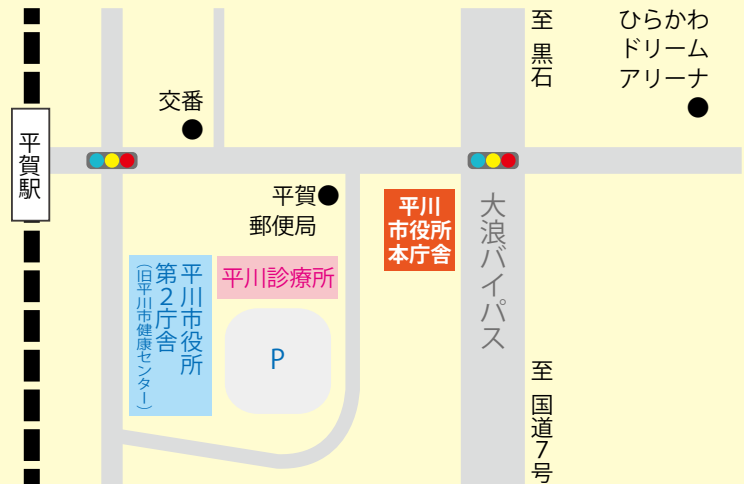 至 黒石
ひらかわ
ドリーム
アリーナ
交番
平賀駅
平賀
郵便局
平川
市役所
本庁舎
大浪バイパス
平川市役所
第2庁舎
(旧平川市健康センター)
平川診療所
P
至 国道7号